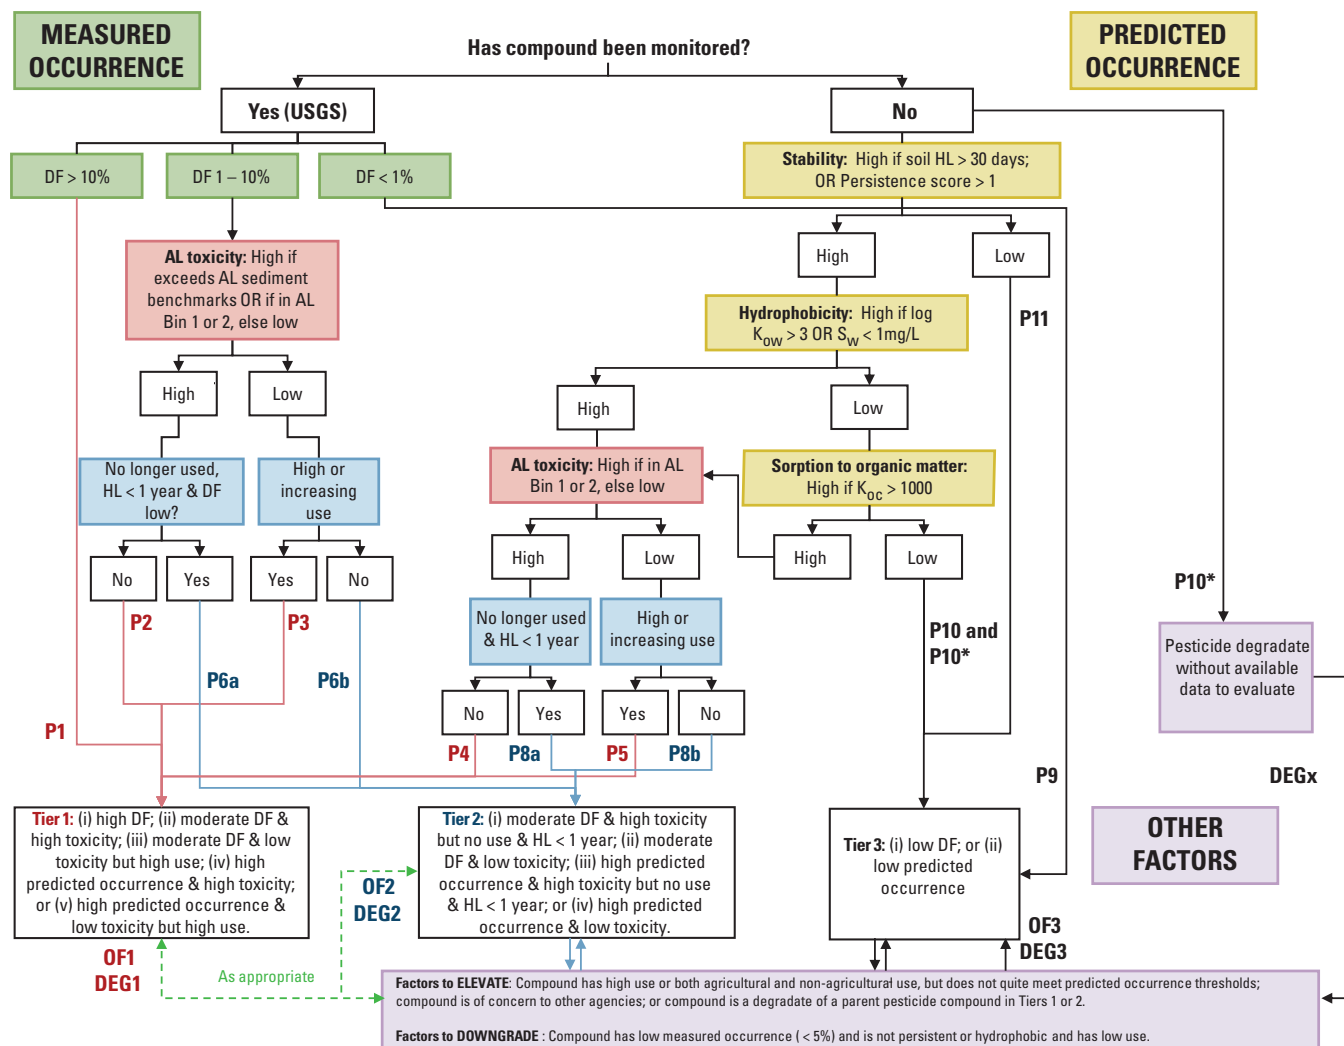 MEASURED
OCCURRENCE
Has compound been monitored?
PREDICTED
OCCURRENCE
Yes (USGS)
No
DF > 10%
DF 1 – 10%
DF < 1%
Stability: High if soil HL > 30 days;
OR Persistence score > 1
AL toxicity: High if
exceeds AL sediment
benchmarks OR if in AL
Bin 1 or 2, else low
High
Low
P11
Hydrophobicity: High if log
Kow > 3 OR Sw < 1mg/L
High
Low
High
Low
No longer used,
HL < 1 year & DF
low?
High or
increasing
use
AL toxicity: High if in AL
Bin 1 or 2, else low
Sorption to organic matter:
High if Koc > 1000
No
Yes
Yes
No
High
Low
High
Low
P2
P3
P6a
P6b
No longer used
& HL < 1 year
High or
increasing use
P10 and
P10*
P10*
Pesticide degradate
without available
data to evaluate
No
Yes
Yes
No
P1
P4
P8a
P5
P8b
P9
DEGx
Tier 1: (i) high DF; (ii) moderate DF &
high toxicity; (iii) moderate DF & low
toxicity but high use; (iv) high
predicted occurrence & high toxicity;
or (v) high predicted occurrence &
low toxicity but high use.
Tier 2: (i) moderate DF & high toxicity
but no use & HL < 1 year; (ii) moderate
DF & low toxicity; (iii) high predicted
occurrence & high toxicity but no use
& HL < 1 year; or (iv) high predicted
occurrence & low toxicity.
Tier 3: (i) low DF; or (ii)
low predicted
occurrence
OTHER
FACTORS
OF1
DEG1
As appropriate
OF2
DEG2
OF3
DEG3
Factors to ELEVATE: Compound has high use or both agricultural and non-agricultural use, but does not quite meet predicted occurrence thresholds;
compound is of concern to other agencies; or compound is a degradate of a parent pesticide compound in Tiers 1 or 2.
Factors to DOWNGRADE : Compound has low measured occurrence ( < 5%) and is not persistent or hydrophobic and has low use.